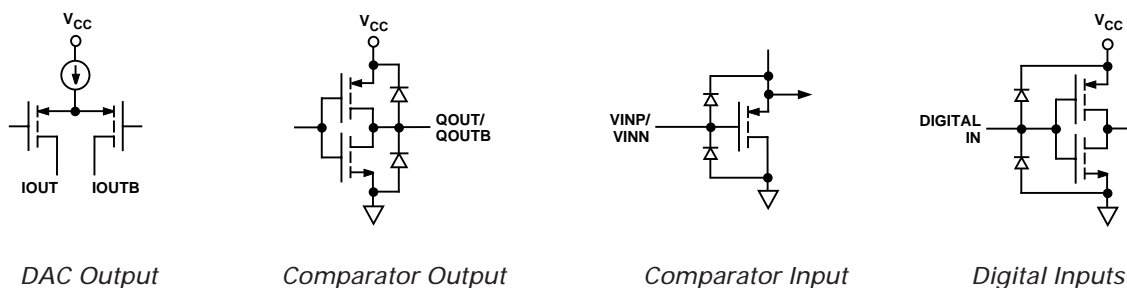 VCC
IOUT IOUTB
DAC Output
VCC
QOUT/
QOUTB
Comparator Output
VINP/
VINN
Comparator Input
VCC
DIGITAL
IN
Digital Inputs